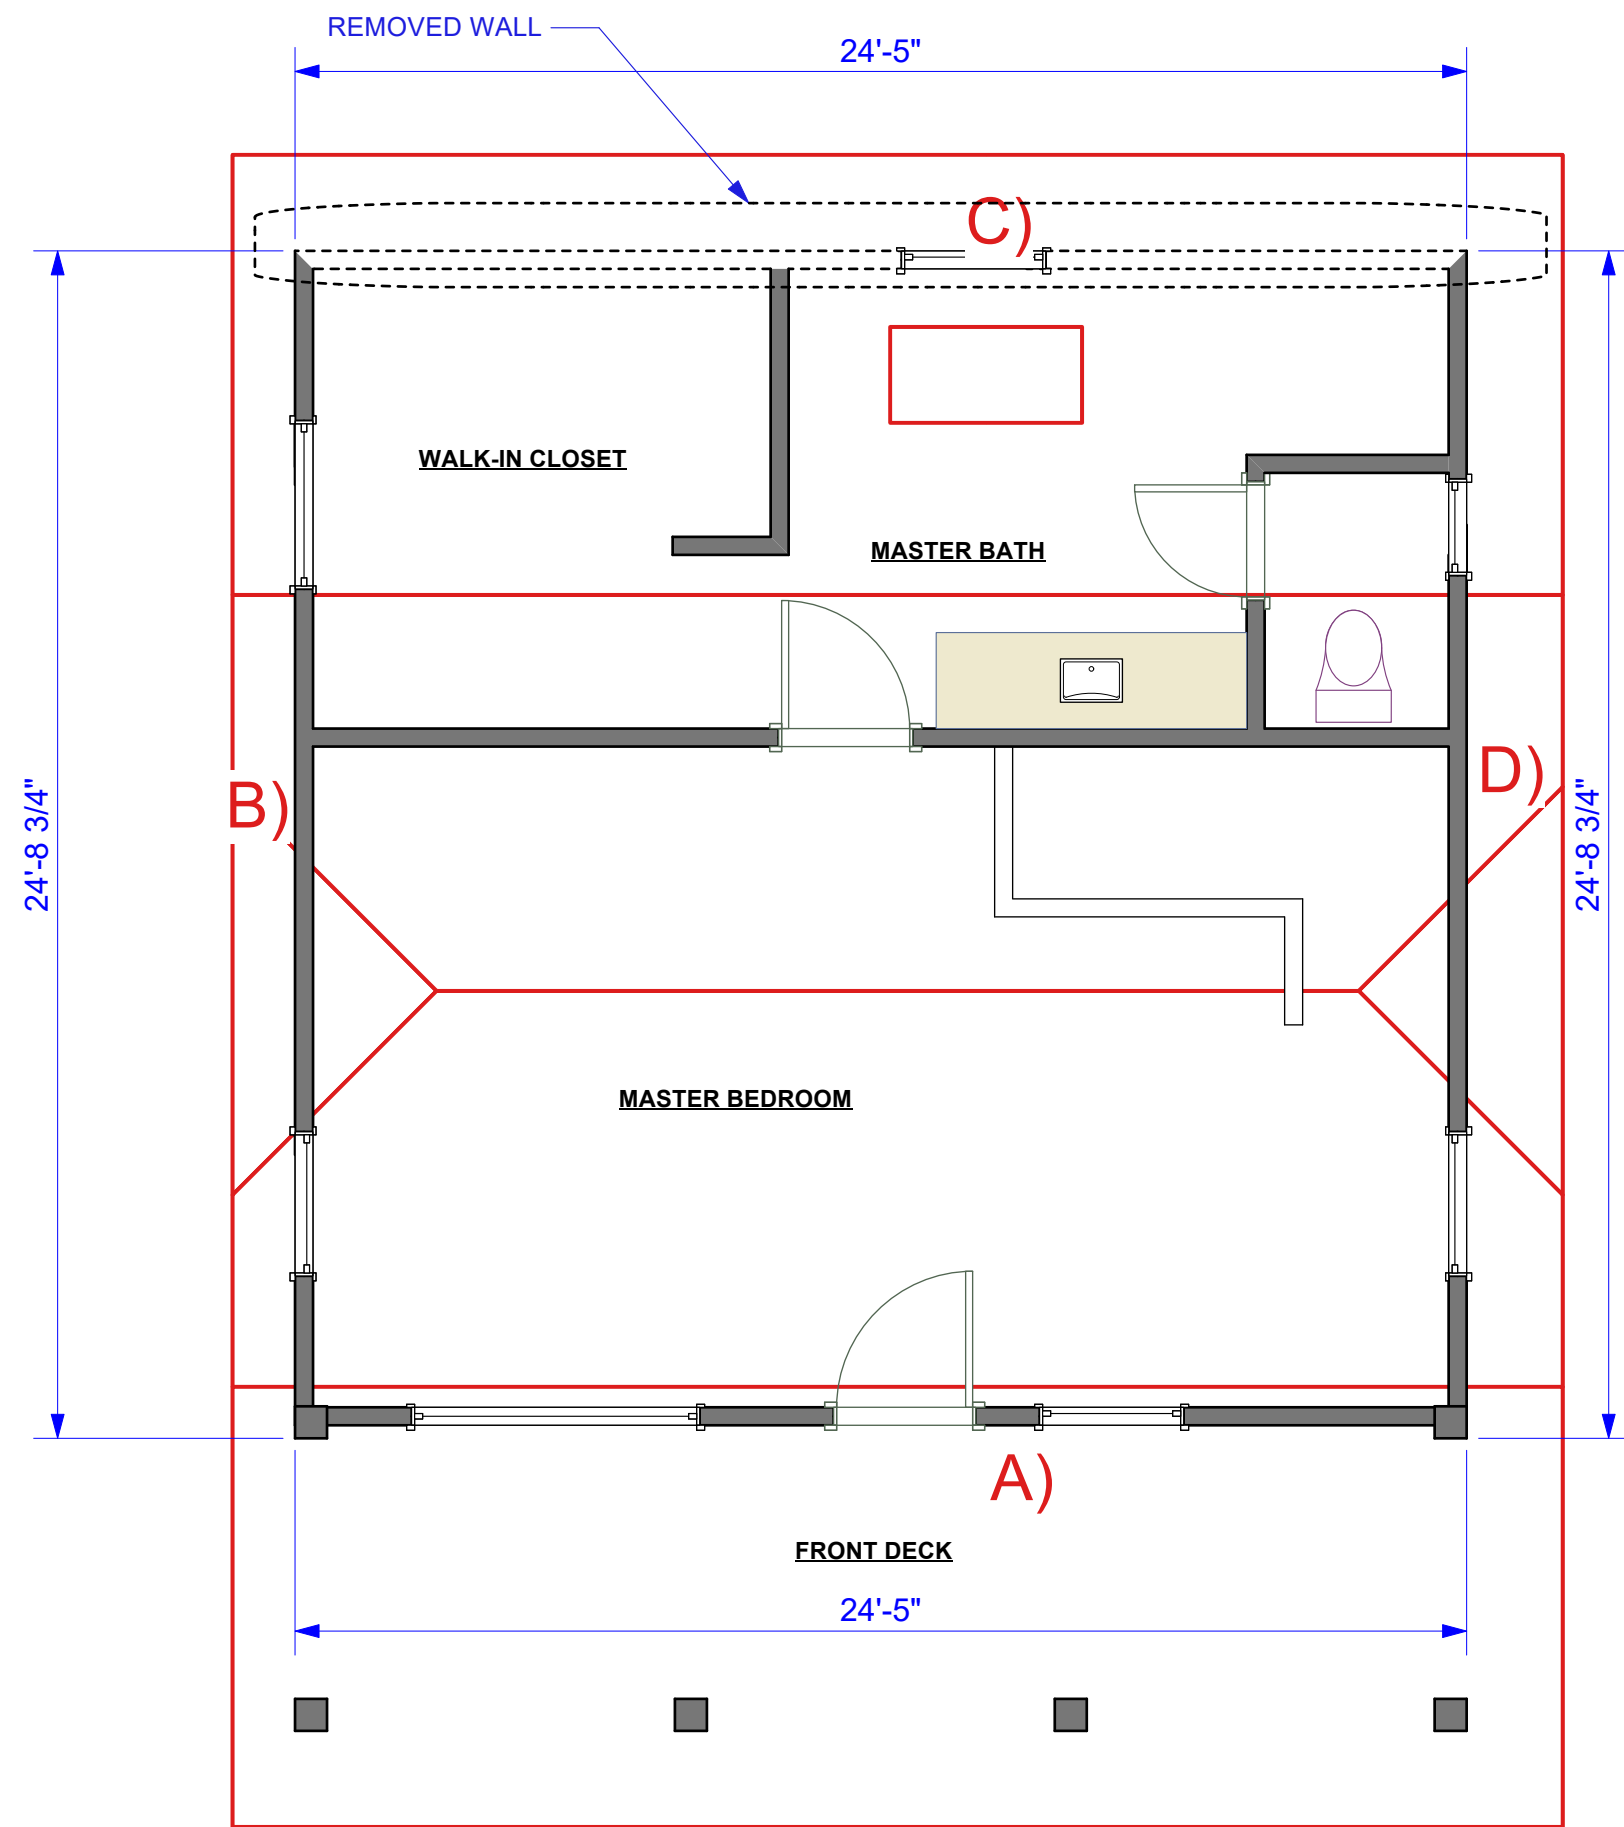 REMOVED WALL
24'-5"
C)
WALK-IN CLOSET
MASTER BATH
B)
D)
24'-8 3/4"
24'-8 3/4"
MASTER BEDROOM
A)
FRONT DECK
24'-5"